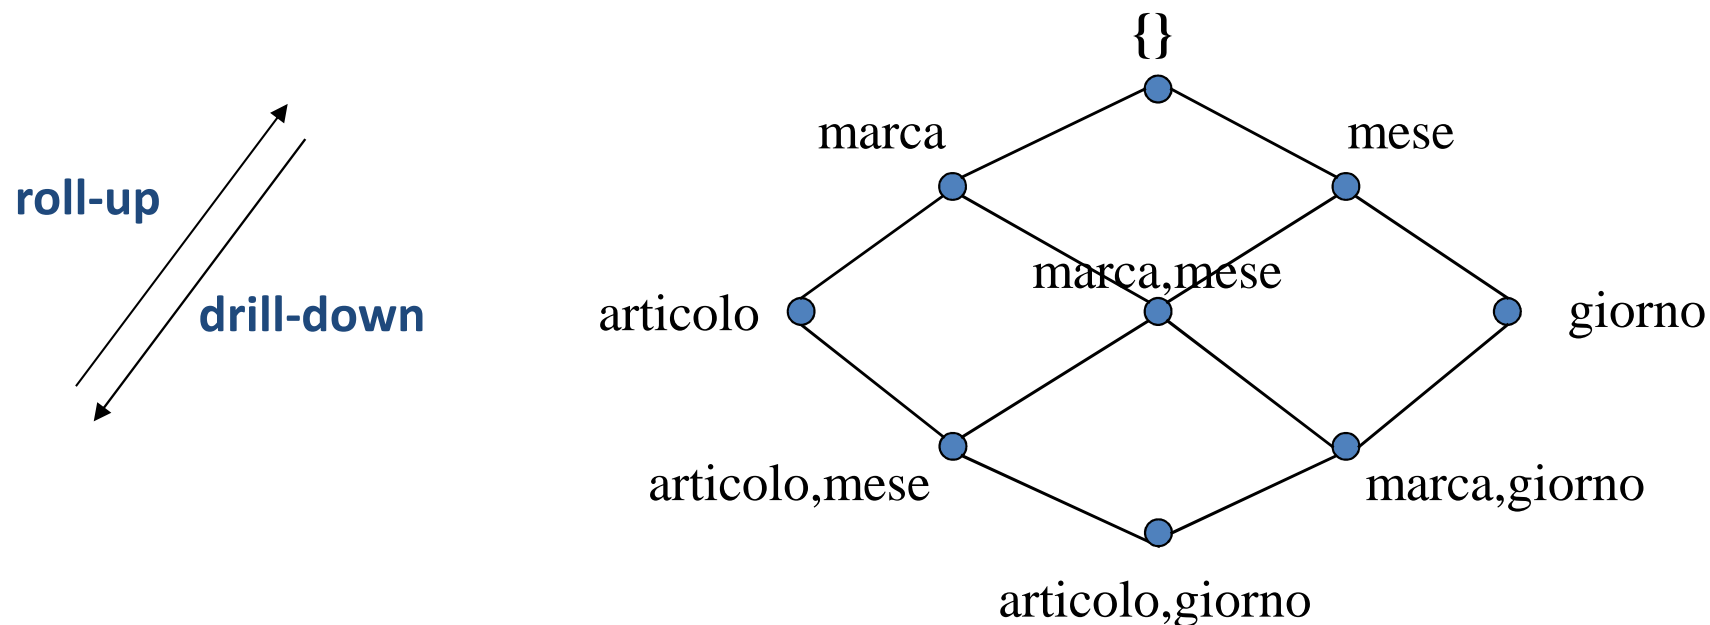 {}
marca
mese
roll-up
marca,mese
articolo
giorno
drill-down
articolo,mese
marca,giorno
articolo,giorno